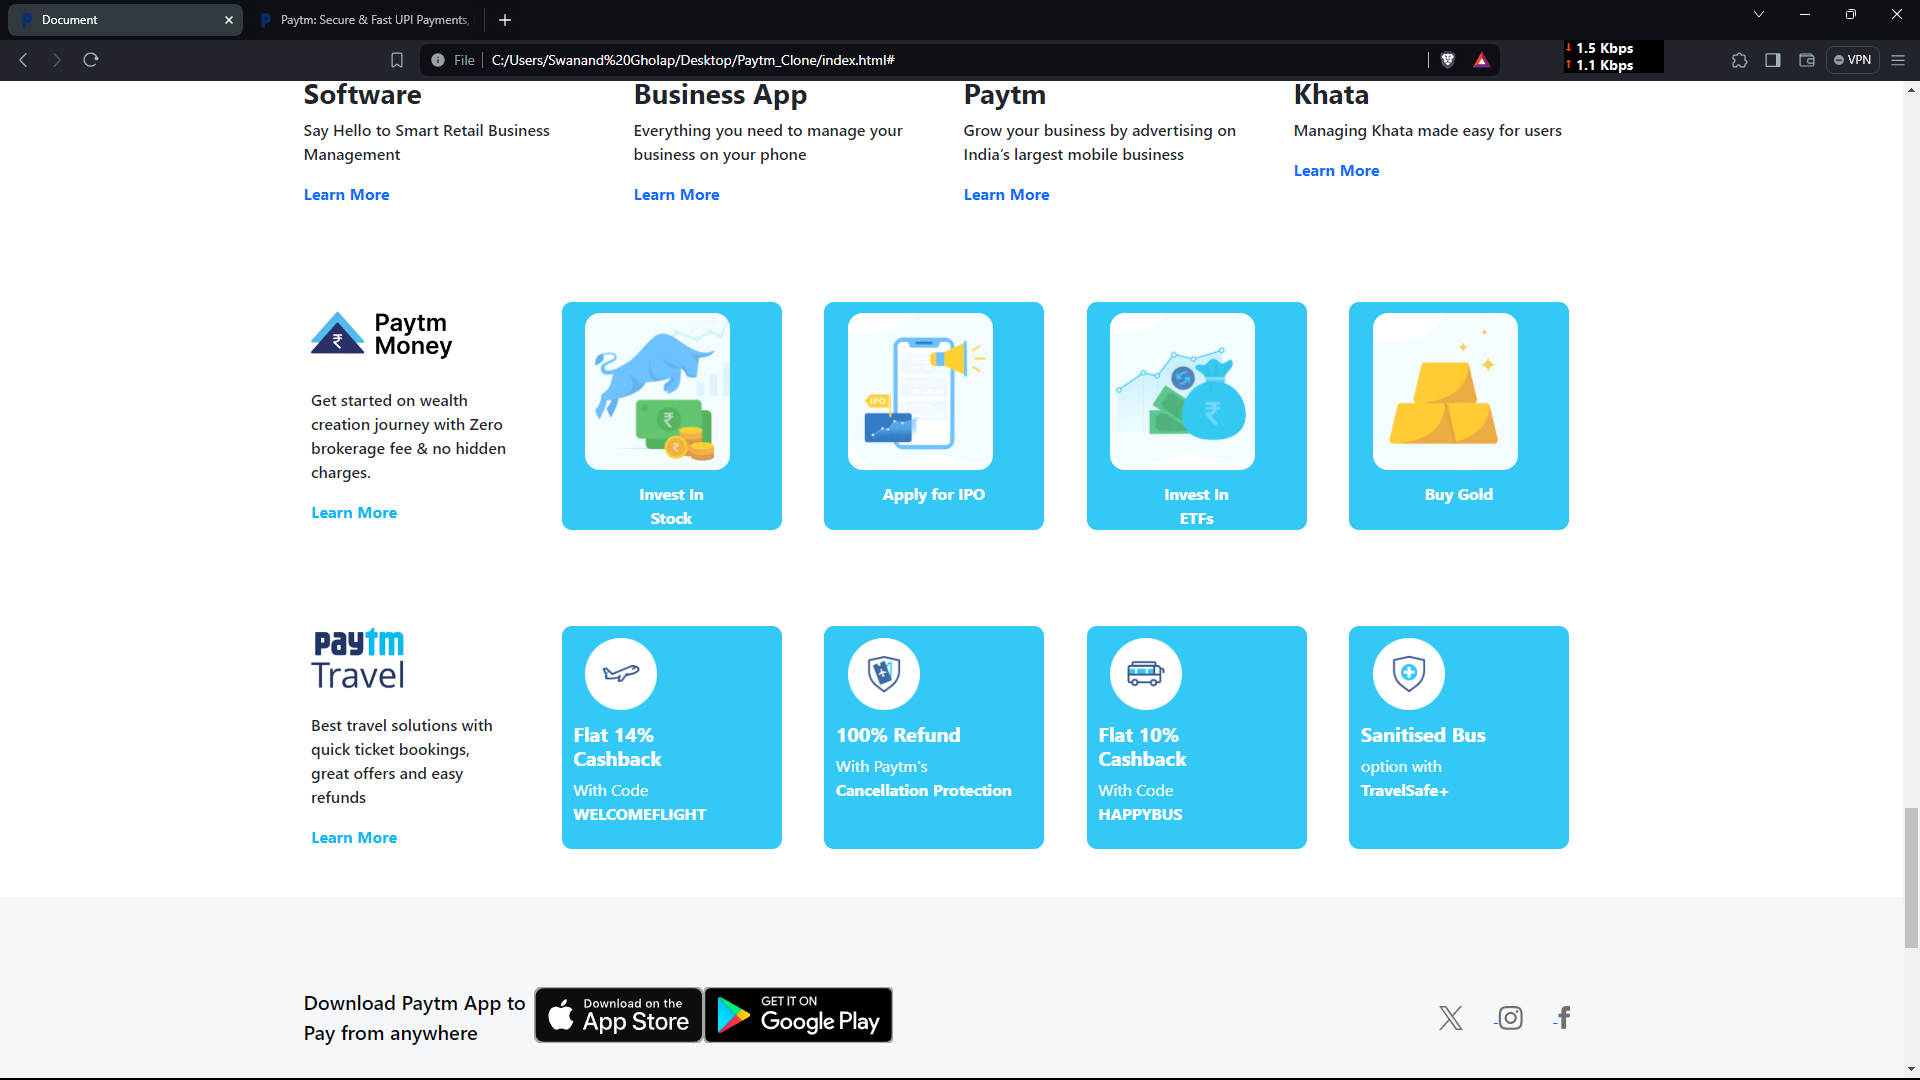 Document
Paytm: Secure & Fast UPI Payments,
File
C:/Users/Swanand%20Gholap/Desktop/Paytm_Clone/index.html#
1.5 Kbps
1.1 Kbps
VPN
Software
Say Hello to Smart Retail Business
Management
Learn More
Business App
Everything you need to manage your
business on your phone
Learn More
Paytm
Grow your business by advertising on
India’s largest mobile business
Learn More
Khata
Managing Khata made easy for users
Learn More
Paytm
Money
Get started on wealth
creation journey with Zero
brokerage fee & no hidden
charges.
Learn More
Invest In
Stock
IPO
Apply for IPO
Invest In
ETFs
Buy Gold
paytm
Travel
Best travel solutions with
quick ticket bookings,
great offers and easy
refunds
Learn More
Flat 14%
Cashback
With Code
WELCOMEFLIGHT
100% Refund
With Paytm's
Cancellation Protection
Flat 10%
Cashback
With Code
HAPPYBUS
Sanitised Bus
option with
TravelSafe+
Download Paytm App to
Pay from anywhere
Download on the
App Store
GET IT ON
Google Play